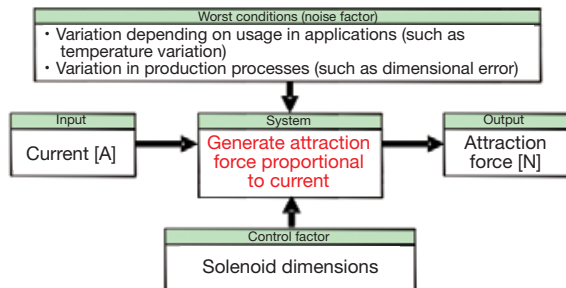 Worst conditions (noise factor)
・Variation depending on usage in applications (such as
temperature variation)
・Variation in production processes (such as dimensional error)
Input
Current [A]
System
Generate attraction
force proportional
to current
Output
Attraction
force [N]
Control factor
Solenoid dimensions